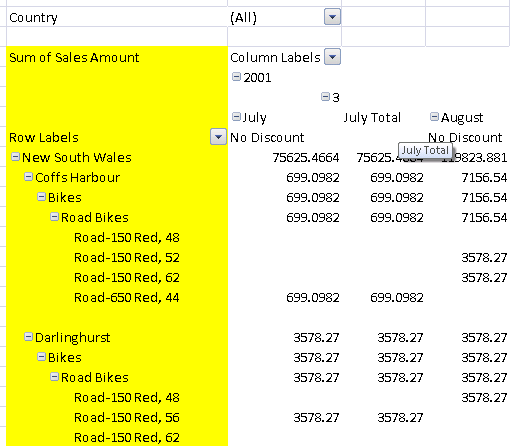 Country (All)
Sum of Sales Amount Column Labels
2001
3
July July Total August
Row Labels No Discount No Discount
New South Wales 75625.4664 75625.4664 119823.881
July Total
Coffs Harbour 699.0982 699.0982 7156.54
Bikes 699.0982 699.0982 7156.54
Road Bikes 699.0982 699.0982 7156.54
Road-150 Red, 48
Road-150 Red, 52 3578.27
Road-150 Red, 62 3578.27
Road-650 Red, 44 699.0982 699.0982
Darlinghurst 3578.27 3578.27 3578.27
Bikes 3578.27 3578.27 3578.27
Road Bikes 3578.27 3578.27 3578.27
Road-150 Red, 48 3578.27
Road-150 Red, 56 3578.27 3578.27
Road-150 Red, 62